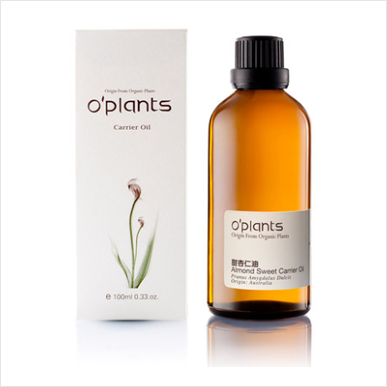 Origin From Organic Plants
o'plants
Carrier Oil
℮ 100ml 0.33.oz.
o'plants
Origin From Organic Plants
甜杏仁油
Almond Sweet Carrier Oil
Prunus Amygdalus Dulcis
Origin: Australia